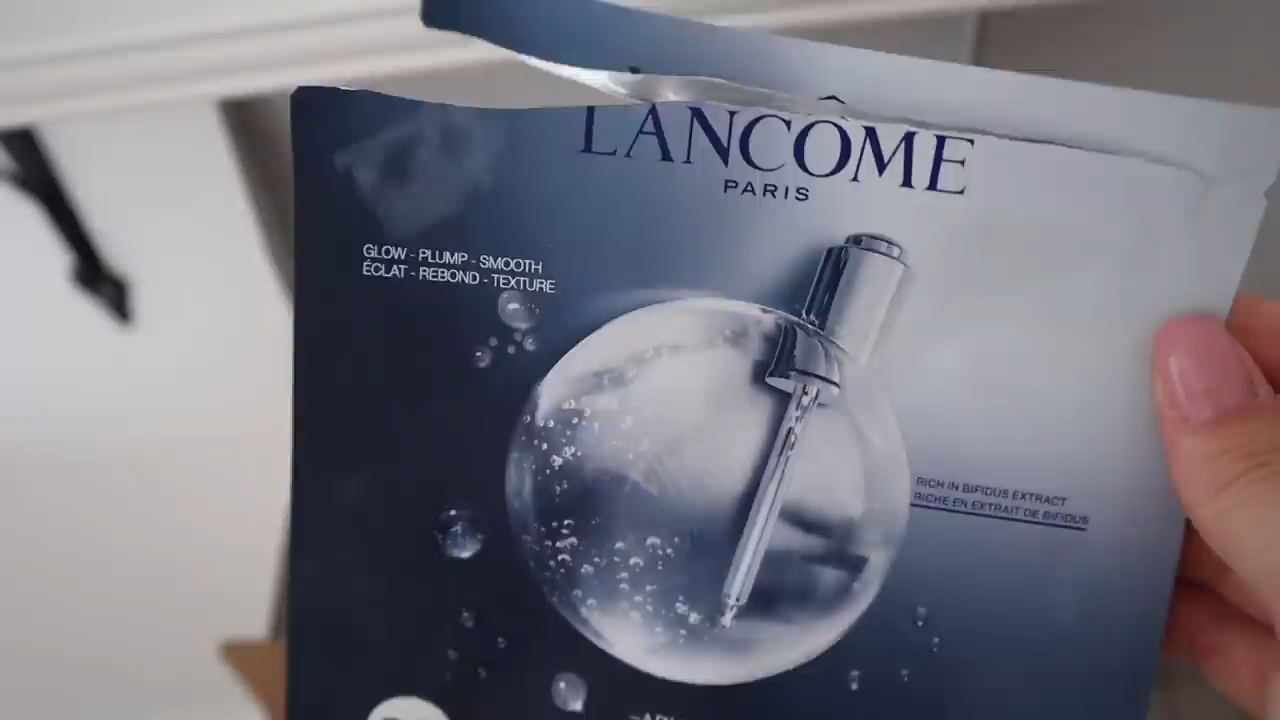 LANCÔME
PARIS
GLOW - PLUMP - SMOOTH
ÉCLAT - REBOND - TEXTURE
RICH IN BIFIDUS EXTRACT
RICHE EN EXTRAIT DE BIFIDUS